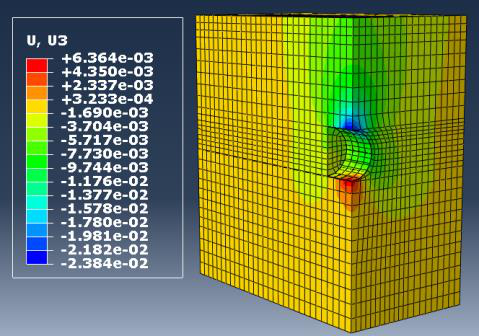 U, U3
+6.364e-03
+4.350e-03
+2.337e-03
+3.233e-04
-1.690e-03
-3.704e-03
-5.717e-03
-7.730e-03
-9.744e-03
-1.176e-02
-1.377e-02
-1.578e-02
-1.780e-02
-1.981e-02
-2.182e-02
-2.384e-02